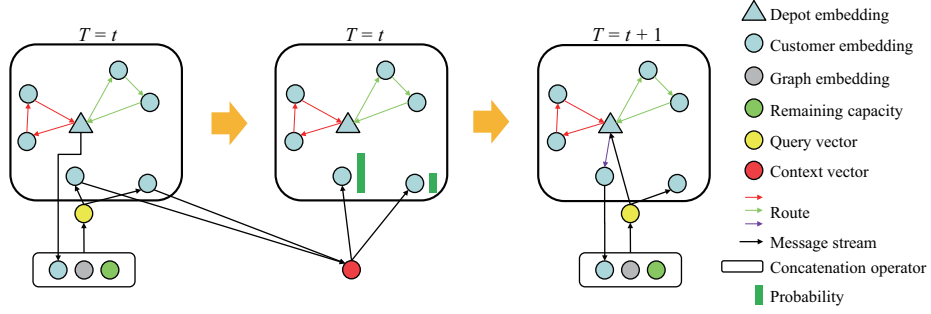 T = t
T = t
T = t + 1
Depot embedding
Customer embedding
Graph embedding
Remaining capacity
Query vector
Context vector
Route
Message stream
Concatenation operator
Probability